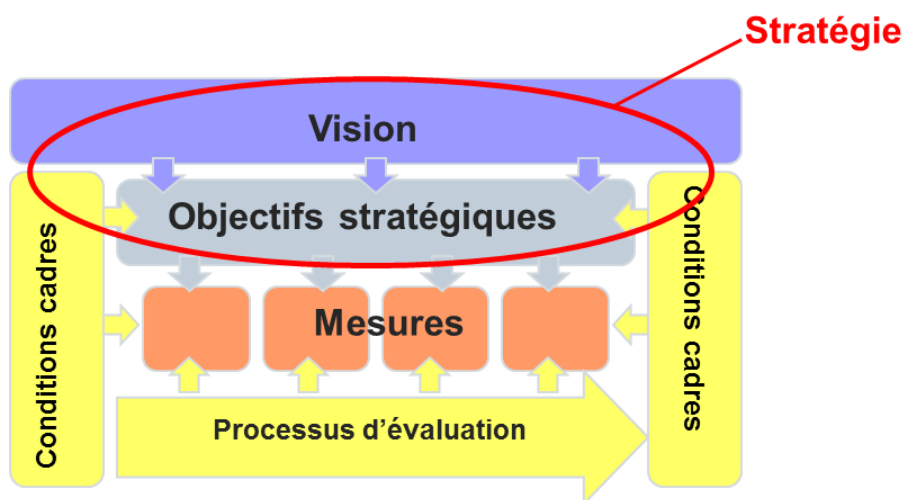 Stratégie
Vision
Objectifs stratégiques
Conditions cadres
Conditions cadres
Mesures
Processus d’évaluation